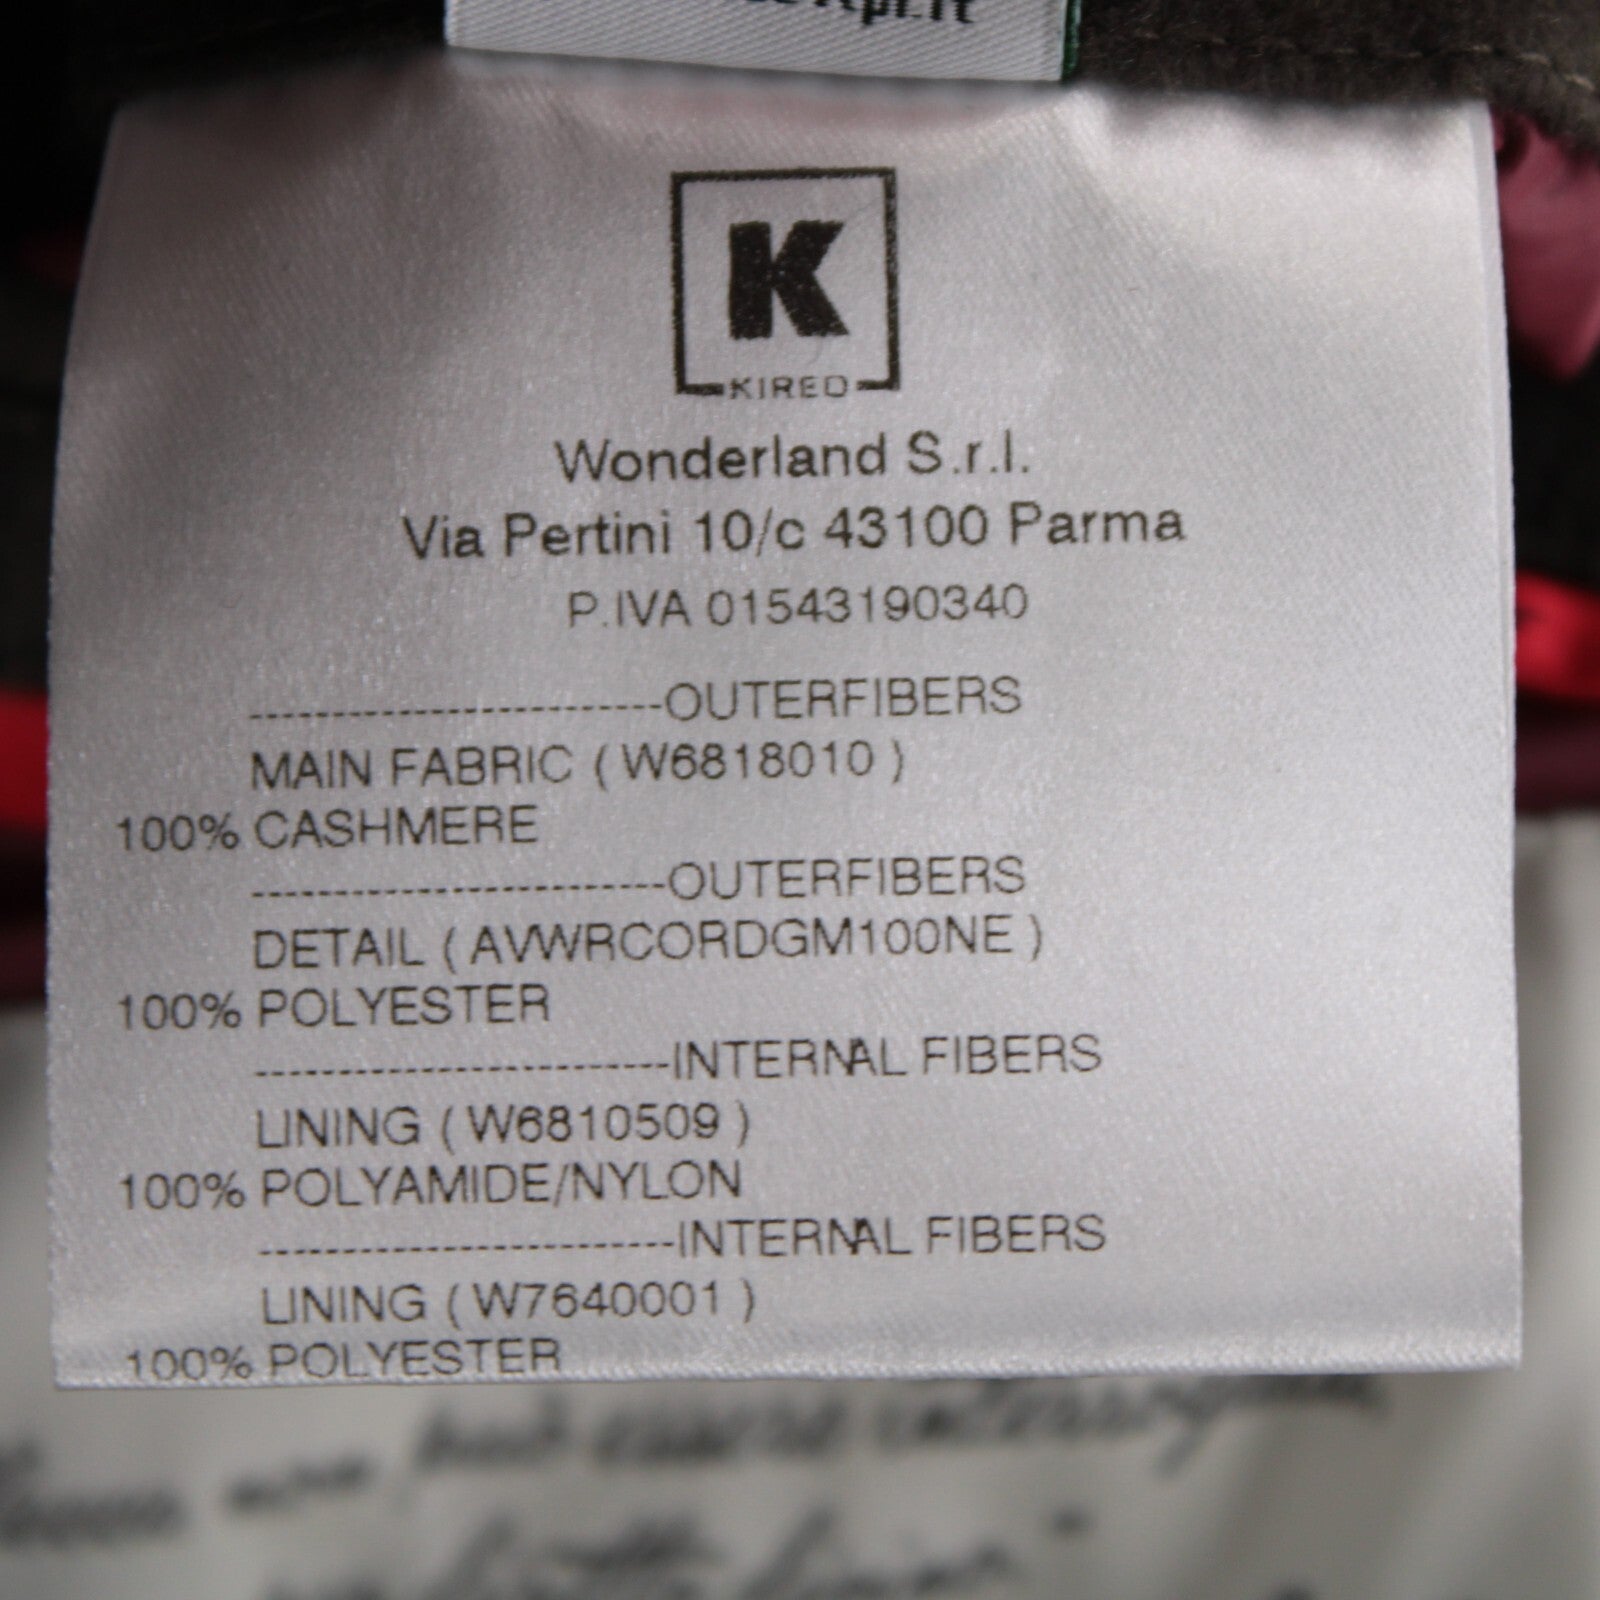 K
KIRED
Wonderland S.r.l.
Via Pertini 10/c 43100 Parma
P.IVA 01543190340
-------------------------OUTERFIBERS
MAIN FABRIC ( W6818010 )
100% CASHMERE
-------------------------OUTERFIBERS
DETAIL ( AVWRCORDGM100NE )
100% POLYESTER
-------------------------INTERNAL FIBERS
LINING ( W6810509 )
100% POLYAMIDE/NYLON
-------------------------INTERNAL FIBERS
LINING ( W7640001 )
100% POLYESTER